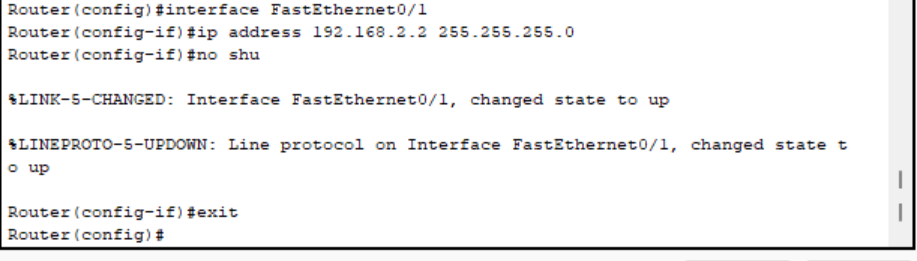 Router(config)#interface FastEthernet0/1
Router(config-if)#ip address 192.168.2.2 255.255.255.0
Router(config-if)#no shu
%LINK-5-CHANGED: Interface FastEthernet0/1, changed state to up
%LINEPROTO-5-UPDOWN: Line protocol on Interface FastEthernet0/1, changed state t
o up
Router(config-if)#exit
Router(config)#